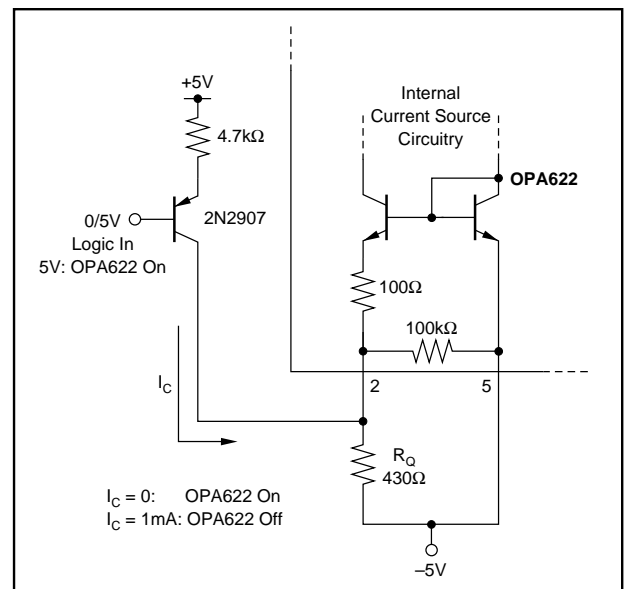 +5V
4.7kΩ
Internal
Current Source
Circuitry
OPA622
0/5V
2N2907
Logic In
5V: OPA622 On
100Ω
100kΩ
2
5
I_C
R_Q
430Ω
I_C = 0: OPA622 On
I_C = 1mA: OPA622 Off
–5V